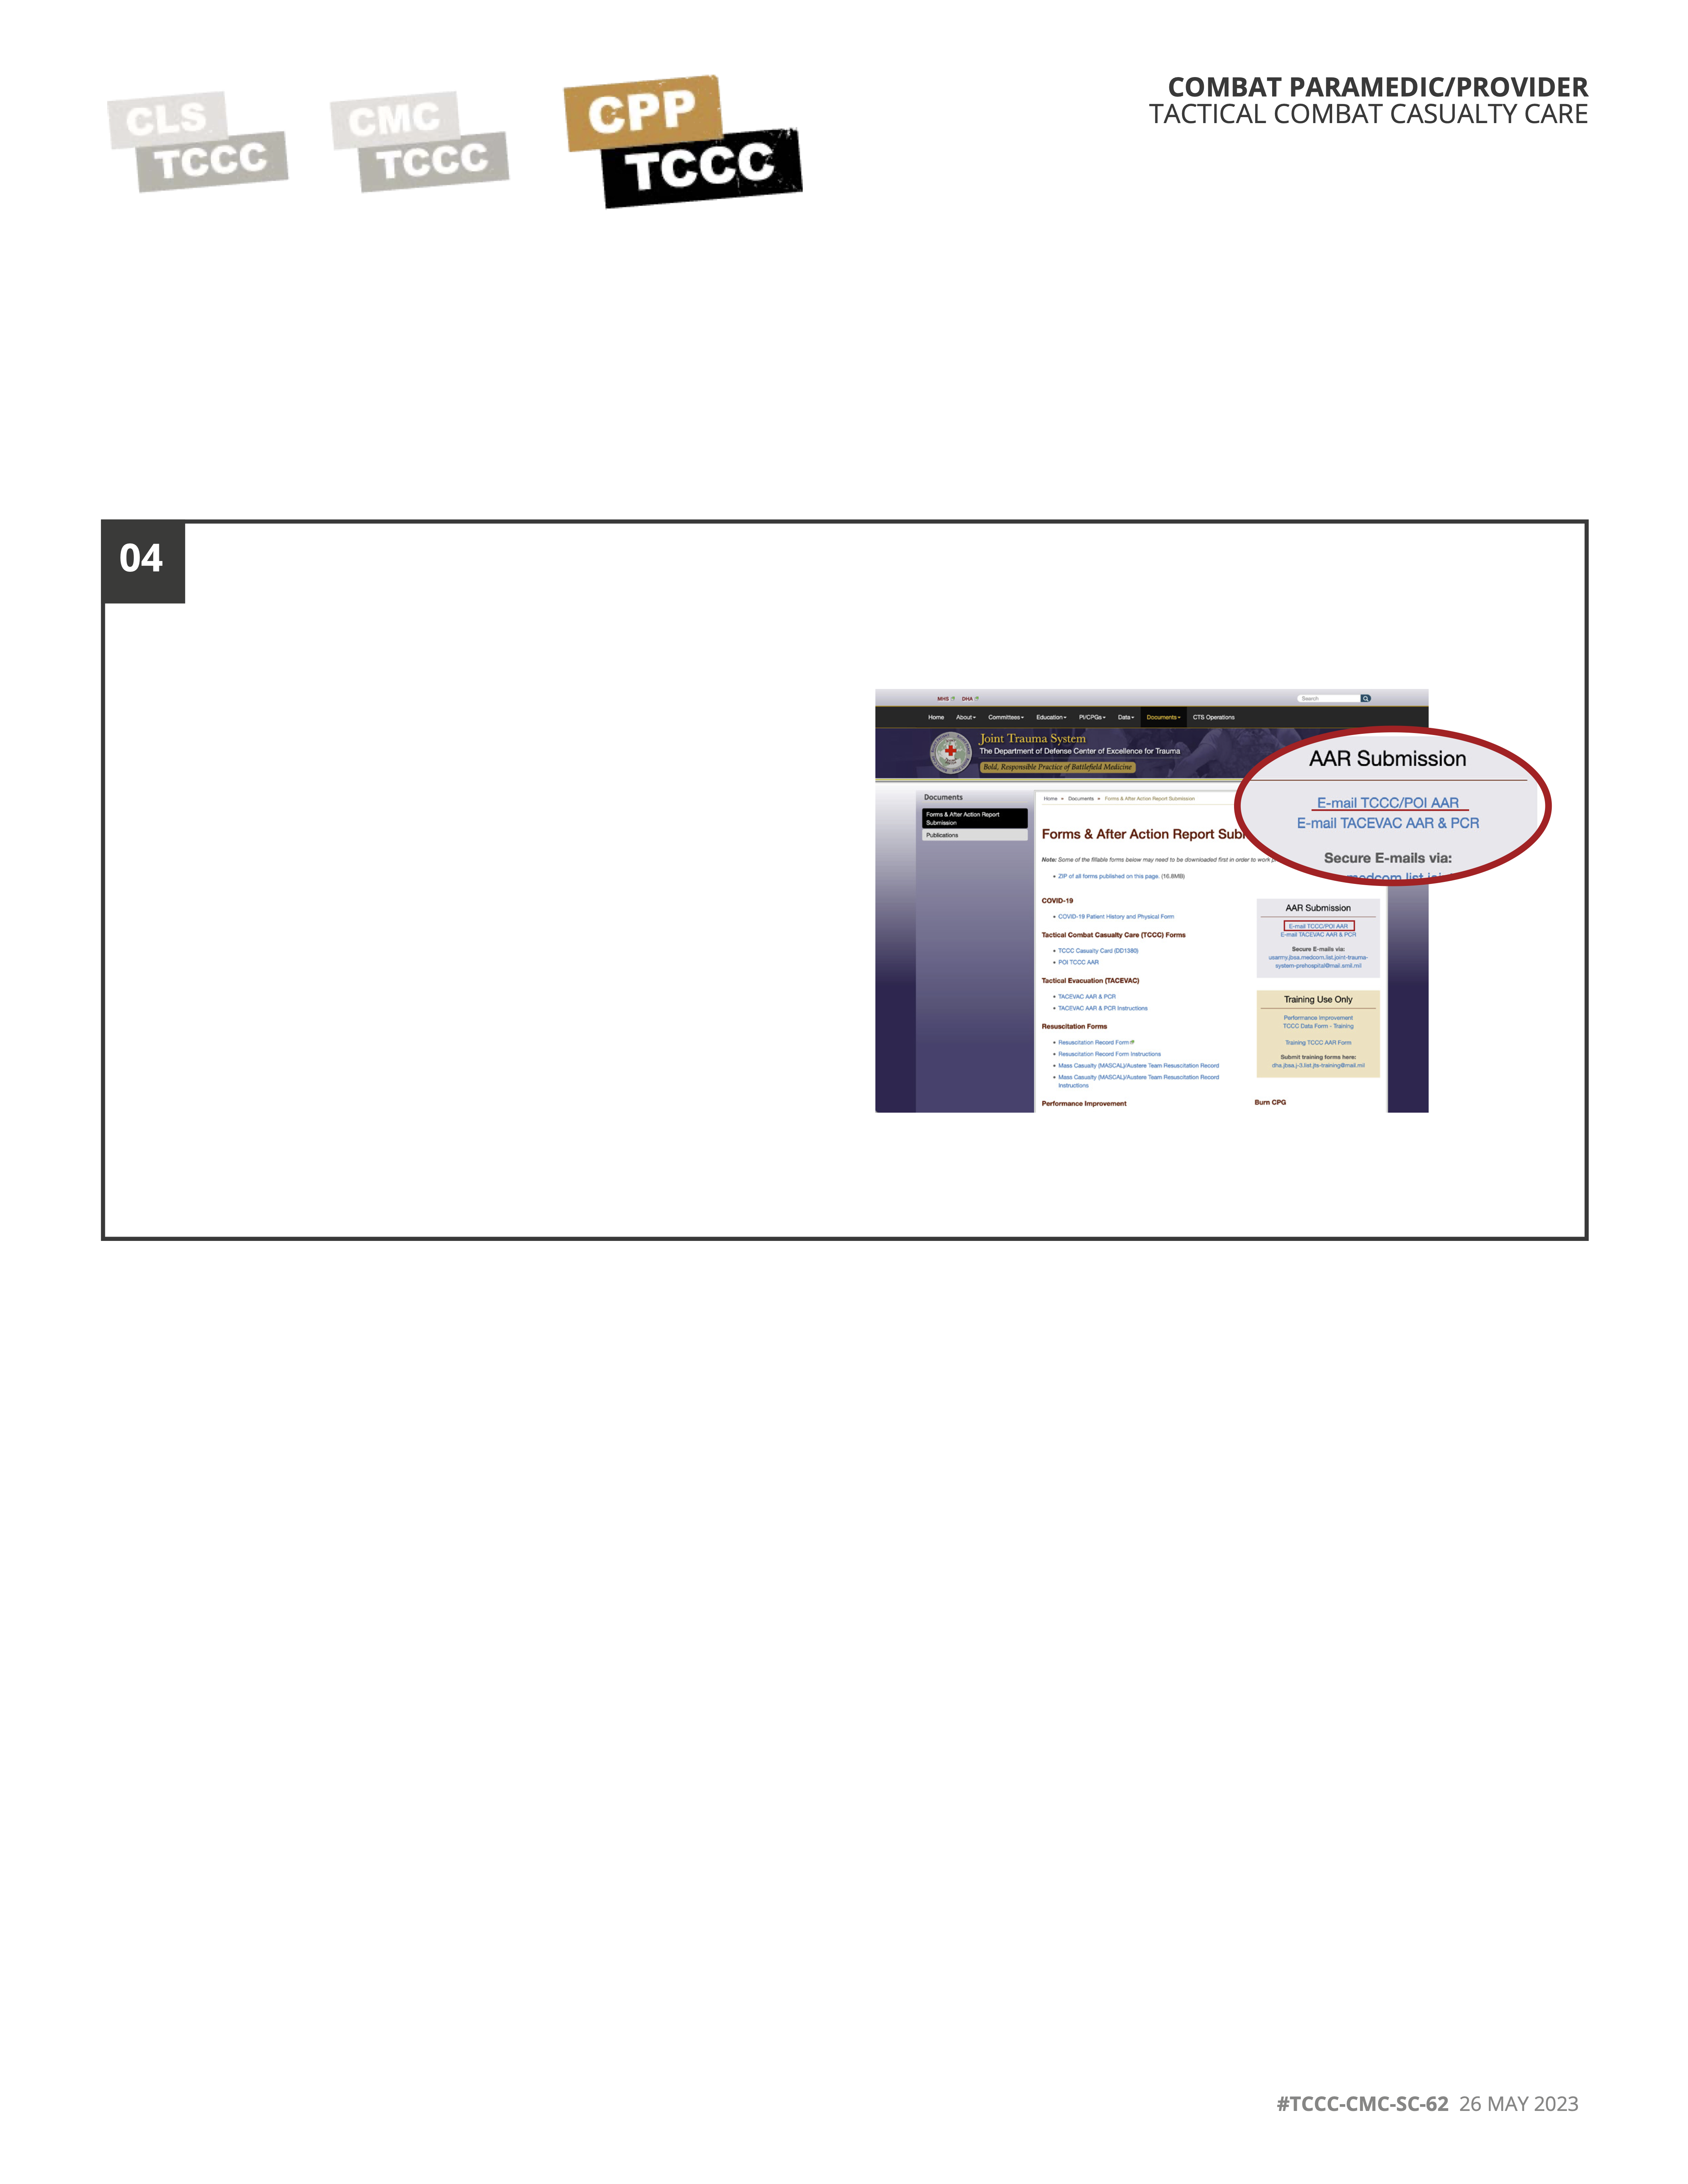 CLS
TCCC
CMC
TCCC
CPP
TCCC
COMBAT PARAMEDIC/PROVIDER
TACTICAL COMBAT CASUALTY CARE
04
MHS DHA
Search
Home About Committees Education PI/CPGs Data Documents CTS Operations
Joint Trauma System
The Department of Defense Center of Excellence for Trauma
Bold, Responsible Practice of Battlefield Medicine
Documents
Forms & After Action Report
Submission
Publications
Home » Documents » Forms & After Action Report Submission
Forms & After Action Report Sub
Note: Some of the fillable forms below may need to be downloaded first in order to work
• ZIP of all forms published on this page. (16.8MB)
COVID-19
• COVID-19 Patient History and Physical Form
Tactical Combat Casualty Care (TCCC) Forms
• TCCC Casualty Card (DD1380)
• POI TCCC AAR
Tactical Evacuation (TACEVAC)
• TACEVAC AAR & PCR
• TACEVAC AAR & PCR Instructions
Resuscitation Forms
• Resuscitation Record Form
• Resuscitation Record Form Instructions
• Mass Casualty (MASCAL)/Austere Team Resuscitation Record
• Mass Casualty (MASCAL)/Austere Team Resuscitation Record
Instructions
Performance Improvement
AAR Submission
E-mail TCCC/POI AAR
E-mail TACEVAC AAR & PCR
Secure E-mails via:
AAR Submission
E-mail TCCC/POI AAR
E-mail TACEVAC AAR & PCR
Secure E-mails via:
usarmy.jbsa.medcom.list.joint-trauma-
system-prehospital@mail.smil.mil
Training Use Only
Performance Improvement
TCCC Data Form - Training
Training TCCC AAR Form
Submit training forms here:
dha.jbsa.j-3.list.jts-training@mail.mil
Burn CPG
#TCCC-CMC-SC-62 26 MAY 2023